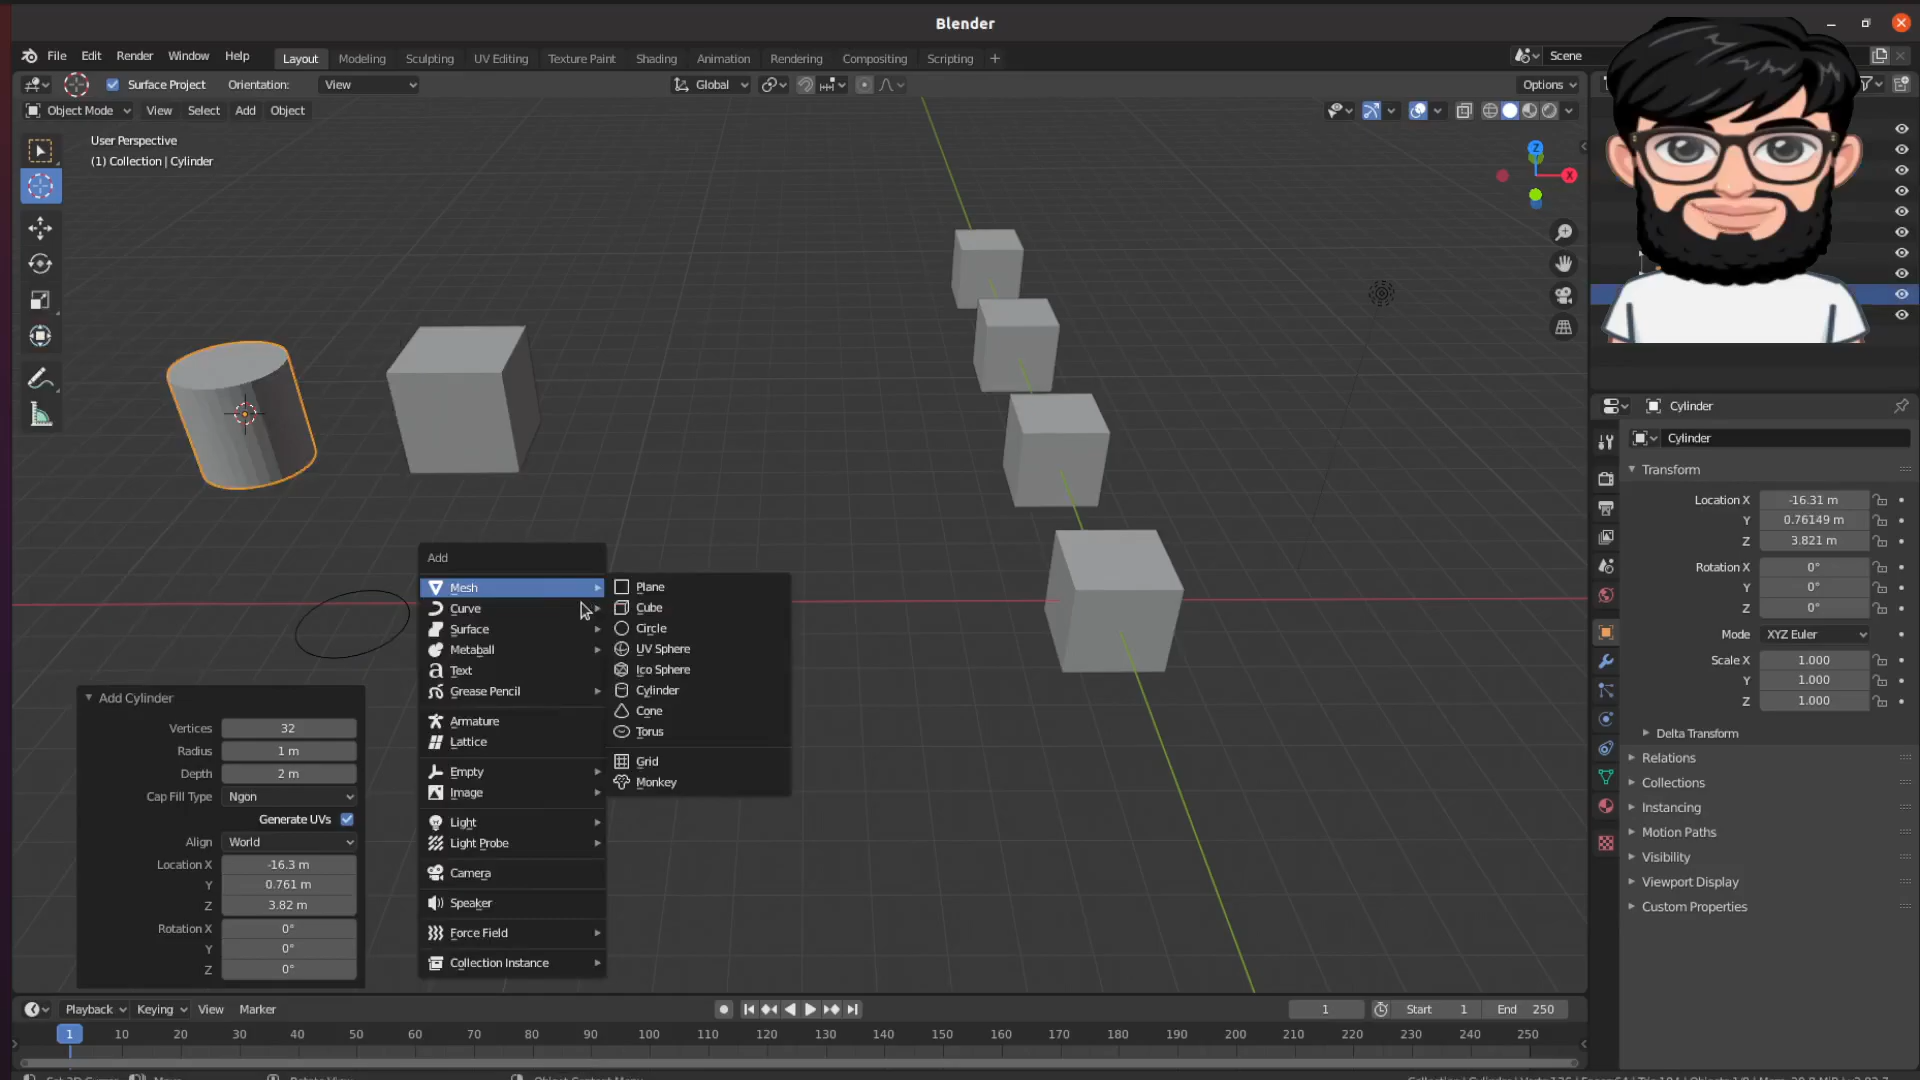 Blender
File Edit Render Window Help Layout Modeling Sculpting UV Editing Texture Paint Shading Animation Rendering Compositing Scripting + Scene
Surface Project Orientation: View Global Options
Object Mode View Select Add Object
User Perspective
(1) Collection | Cylinder
Z
X
Cylinder
Cylinder
Transform
Location X -16.31 m
Y 0.76149 m
Z 3.821 m
Rotation X 0°
Y 0°
Z 0°
Mode XYZ Euler
Scale X 1.000
Y 1.000
Z 1.000
Delta Transform
Relations
Collections
Instancing
Motion Paths
Visibility
Viewport Display
Custom Properties
Add
Mesh
Curve
Surface
Metaball
Text
Grease Pencil
Armature
Lattice
Empty
Image
Light
Light Probe
Camera
Speaker
Force Field
Collection Instance
Plane
Cube
Circle
UV Sphere
Ico Sphere
Cylinder
Cone
Torus
Grid
Monkey
Add Cylinder
Vertices 32
Radius 1 m
Depth 2 m
Cap Fill Type Ngon
Generate UVs
Align World
Location X -16.3 m
Y 0.761 m
Z 3.82 m
Rotation X 0°
Y 0°
Z 0°
Playback Keying View Marker 1 Start 1 End 250
1 10 20 30 40 50 60 70 80 90 100 110 120 130 140 150 160 170 180 190 200 210 220 230 240 250